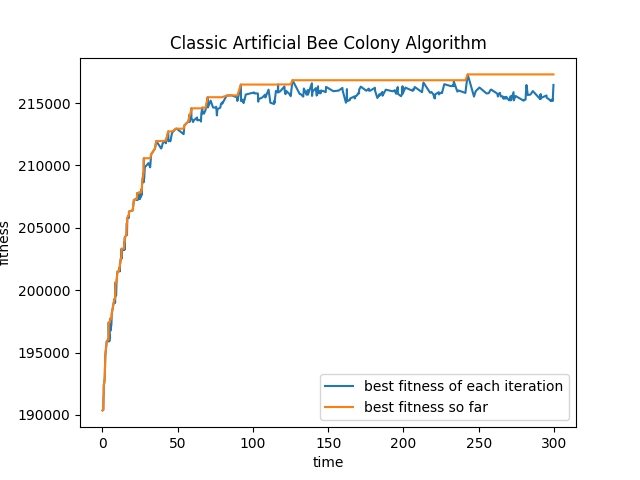 Classic Artificial Bee Colony Algorithm
215000
210000
205000
200000
195000
190000
fitness
0 50 100 150 200 250 300
time
best fitness of each iteration
best fitness so far